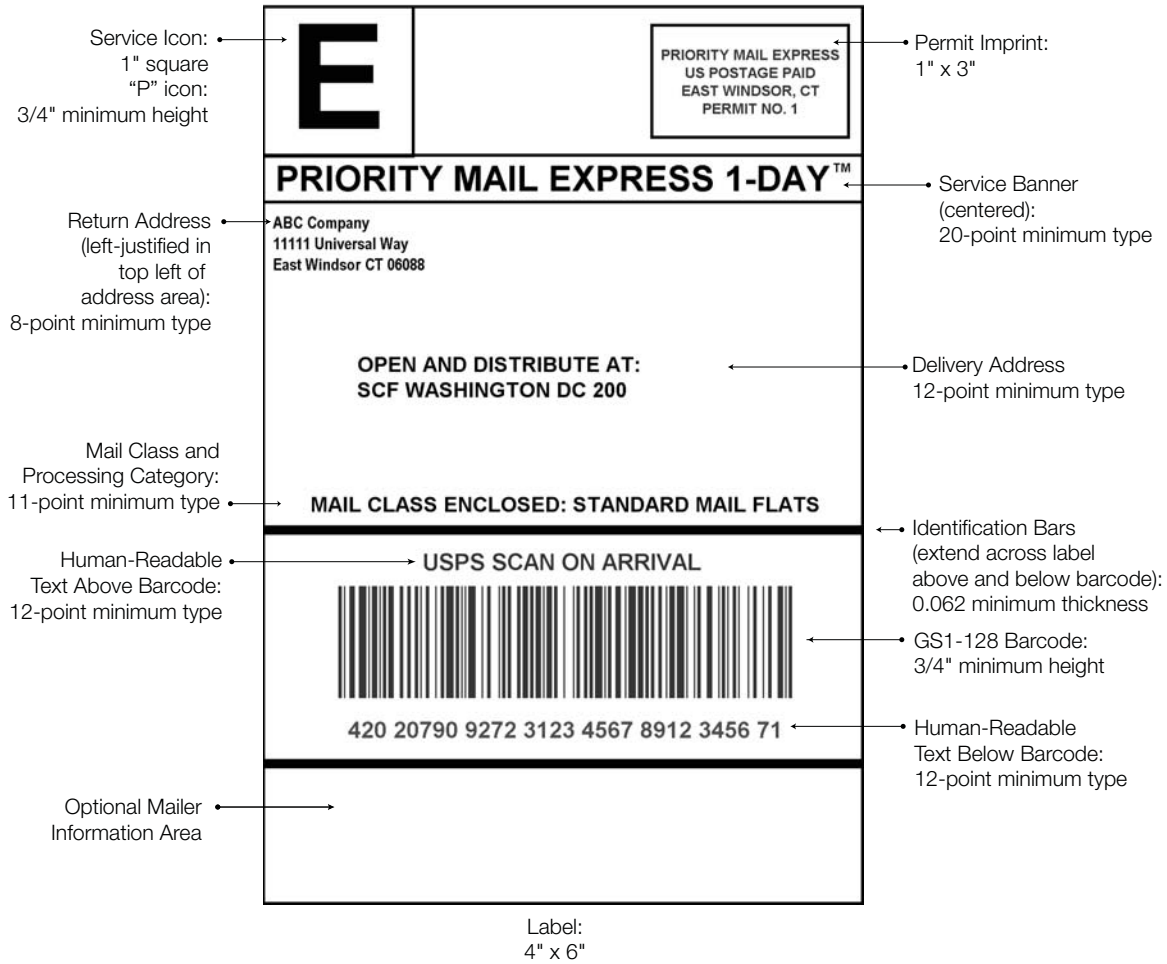 Service Icon:
1" square
“P” icon:
3/4" minimum height
E
PRIORITY MAIL EXPRESS
US POSTAGE PAID
EAST WINDSOR, CT
PERMIT NO. 1
Permit Imprint:
1" x 3"
PRIORITY MAIL EXPRESS 1-DAY™
Service Banner
(centered):
20-point minimum type
Return Address
(left-justified in
top left of
address area):
8-point minimum type
ABC Company
11111 Universal Way
East Windsor CT 06088
OPEN AND DISTRIBUTE AT:
SCF WASHINGTON DC 200
Delivery Address
12-point minimum type
Mail Class and
Processing Category:
11-point minimum type
MAIL CLASS ENCLOSED: STANDARD MAIL FLATS
Identification Bars
(extend across label
above and below barcode):
0.062 minimum thickness
Human-Readable
Text Above Barcode:
12-point minimum type
USPS SCAN ON ARRIVAL
GS1-128 Barcode:
3/4" minimum height
420 20790 9272 3123 4567 8912 3456 71
Human-Readable
Text Below Barcode:
12-point minimum type
Optional Mailer
Information Area
Label:
4" x 6"